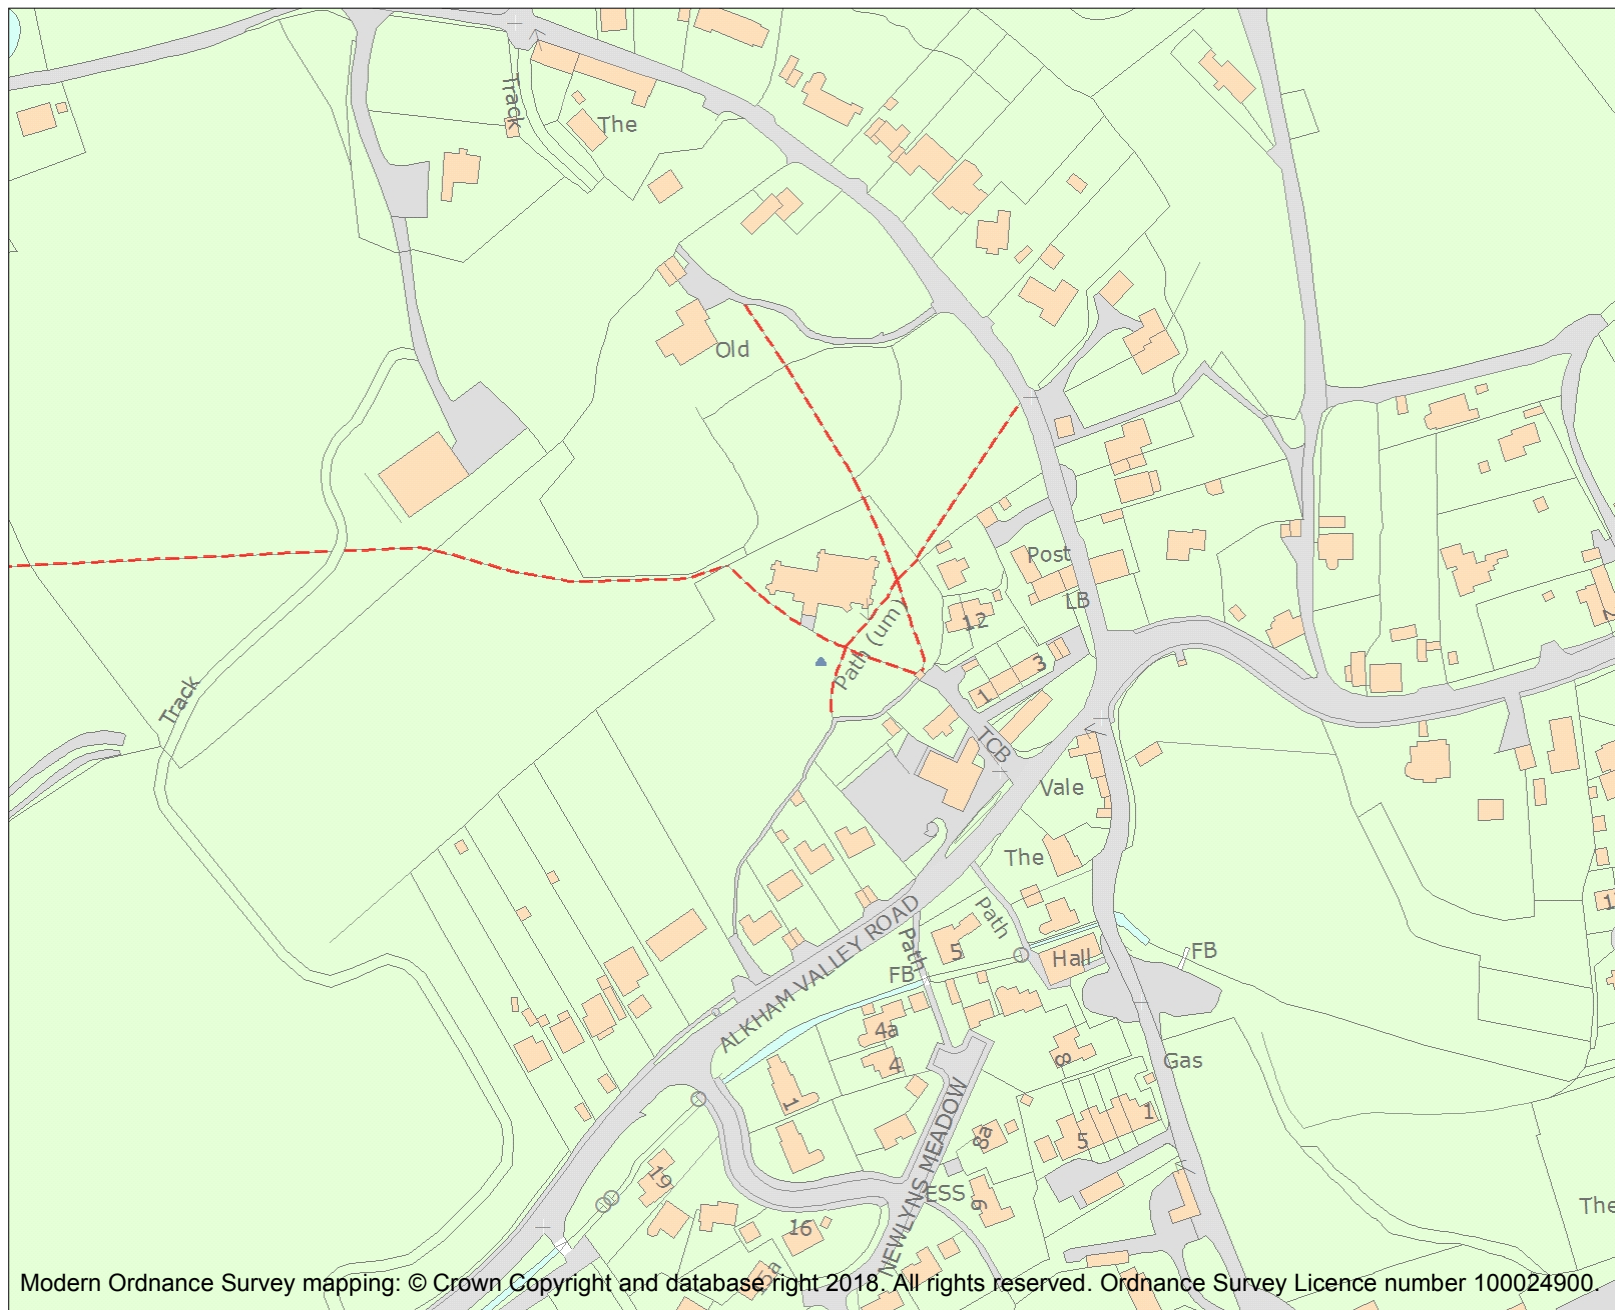 Track
The
Old
Post
LB
12
Path (um)
3
1
Track
TCB
Vale
The
Path
ALKHAM VALLEY ROAD
Path
5
Hall
FB
FB
4a
4
8
Gas
1
1
5
8a
NEWLYNS MEADOW
19
ESS
9
16
5a
The
Modern Ordnance Survey mapping: © Crown Copyright and database right 2018. All rights reserved. Ordnance Survey Licence number 100024900.